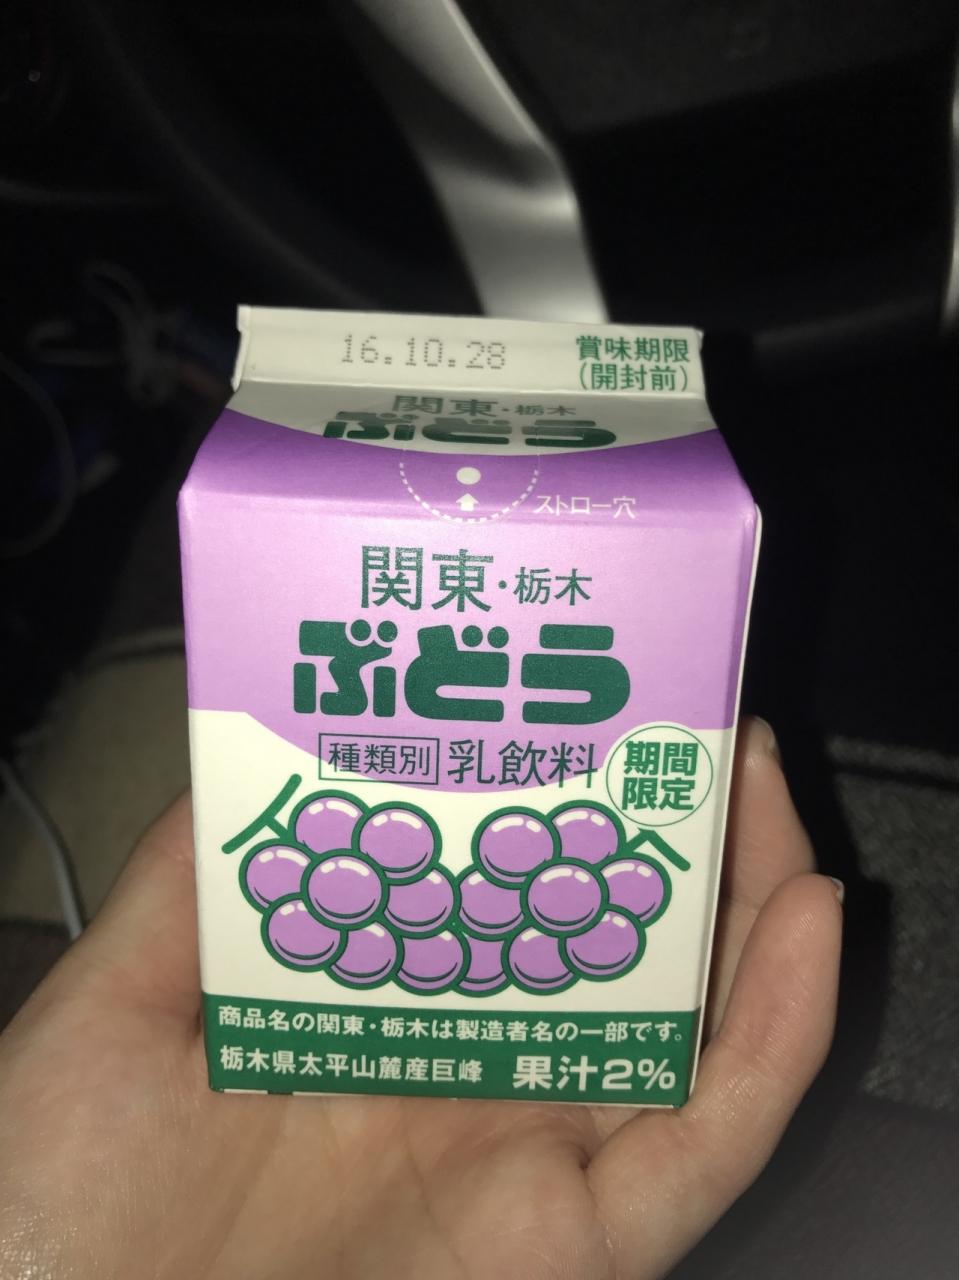 16.10.28
賞味期限
(開封前)
関東・栃木
ぶどう
ストロー穴
関東・栃木
ぶどう
種類別 乳飲料
期間
限定
商品名の関東・栃木は製造者名の一部です。
栃木県太平山麓産巨峰 果汁2%